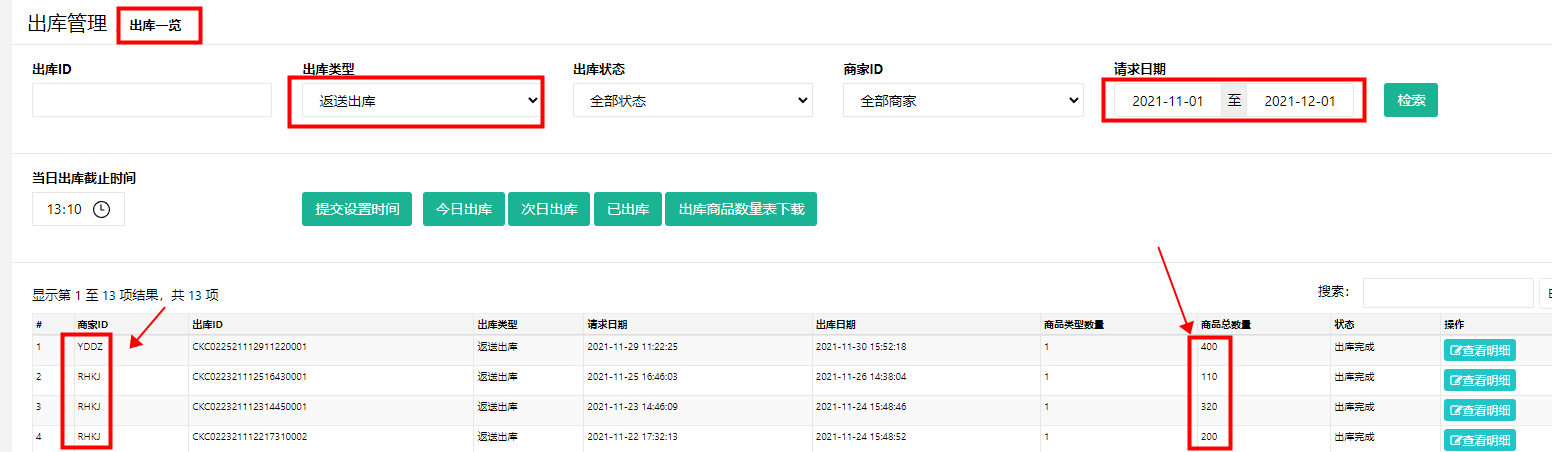 出库管理 出库一览
出库ID 出库类型 出库状态 商家ID 请求日期
返送出库 全部状态 全部商家 2021-11-01 至 2021-12-01 检索
当日出库截止时间
13:10 提交设置时间 今日出库 次日出库 已出库 出库商品数量表下载
显示第 1 至 13 项结果，共 13 项 搜索：
# 商家ID 出库ID 出库类型 请求日期 出库日期 商品类型数量 商品总数量 状态 操作
1 YDDZ CKC022521112911220001 返送出库 2021-11-29 11:22:25 2021-11-30 15:52:18 1 400 出库完成 查看明细
2 RHKJ CKC022321112516430001 返送出库 2021-11-25 16:46:03 2021-11-26 14:38:04 1 110 出库完成 查看明细
3 RHKJ CKC022321112314450001 返送出库 2021-11-23 14:46:09 2021-11-24 15:48:46 1 320 出库完成 查看明细
4 RHKJ CKC022321112217310002 返送出库 2021-11-22 17:32:13 2021-11-24 15:48:52 1 200 出库完成 查看明细